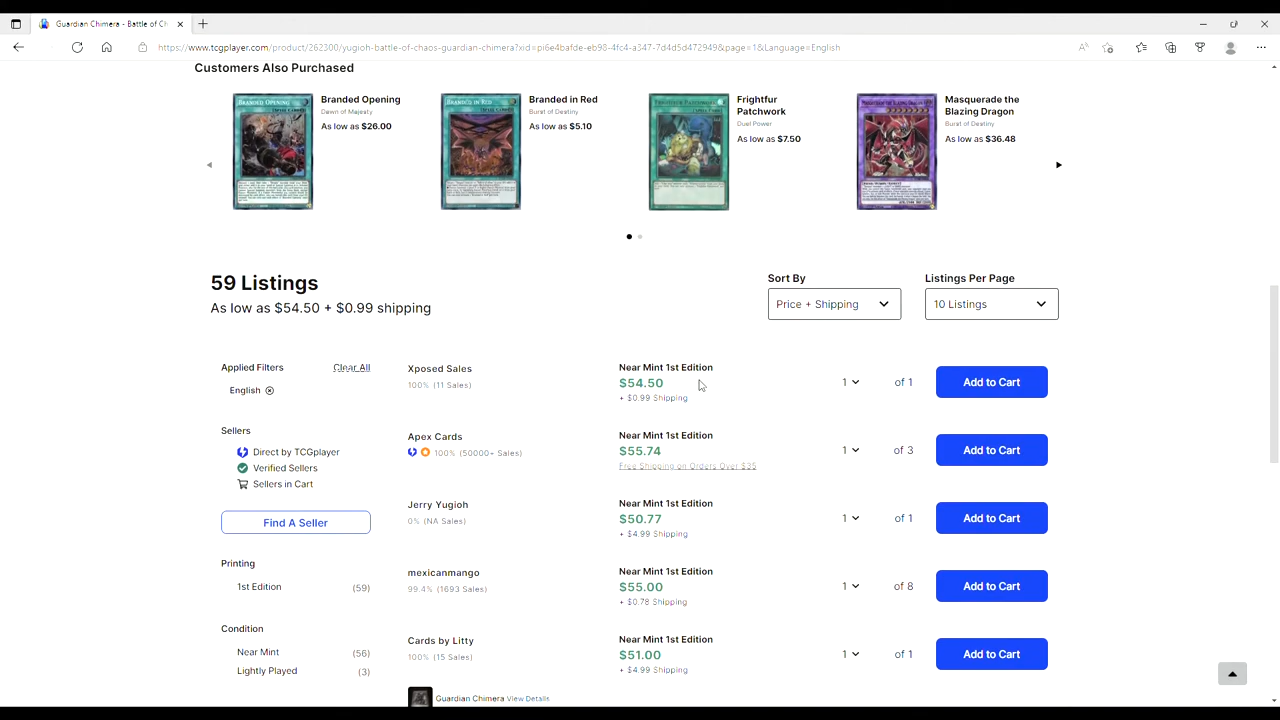 Guardian Chimera - Battle of Ch
https://www.tcgplayer.com/product/262300/yugioh-battle-of-chaos-guardian-chimera?xid=pi6e4bafde-eb98-4fc4-a347-7d4d5d472949&page=1&Language=English
Customers Also Purchased
BRANDED OPENING
Branded Opening
Dawn of Majesty
As low as $26.00
BRANDED IN RED
Branded in Red
Burst of Destiny
As low as $5.10
FRIGHTFUR PATCHWORK
Frightfur
Patchwork
Duel Power
As low as $7.50
Masquerade the
Blazing Dragon
Burst of Destiny
As low as $36.48
59 Listings
As low as $54.50 + $0.99 shipping
Sort By
Price + Shipping
Listings Per Page
10 Listings
Applied Filters
Clear All
English
Sellers
Direct by TCGplayer
Verified Sellers
Sellers in Cart
Find A Seller
Printing
1st Edition (59)
Condition
Near Mint (56)
Lightly Played (3)
Xposed Sales
100% (11 Sales)
Near Mint 1st Edition
$54.50
+ $0.99 Shipping
1 of 1
Add to Cart
Apex Cards
100% (50000+ Sales)
Near Mint 1st Edition
$55.74
Free Shipping on Orders Over $35
1 of 3
Add to Cart
Jerry Yugioh
0% (NA Sales)
Near Mint 1st Edition
$50.77
+ $4.99 Shipping
1 of 1
Add to Cart
mexicanmango
99.4% (1693 Sales)
Near Mint 1st Edition
$55.00
+ $0.78 Shipping
1 of 8
Add to Cart
Cards by Litty
100% (15 Sales)
Near Mint 1st Edition
$51.00
+ $4.99 Shipping
1 of 1
Add to Cart
Guardian Chimera View Details